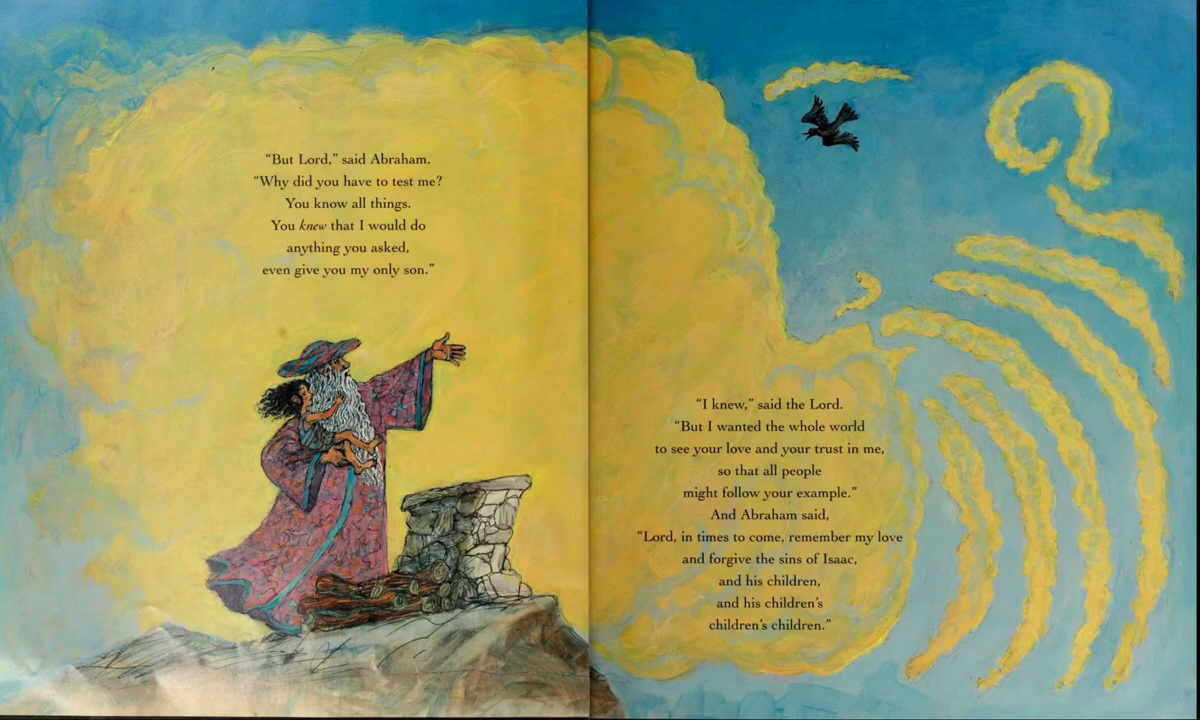 “But Lord,” said Abraham.
“Why did you have to test me?
You know all things.
You knew that I would do
anything you asked,
even give you my only son.”
“I knew,” said the Lord.
“But I wanted the whole world
to see your love and your trust in me,
so that all people
might follow your example.”
And Abraham said,
“Lord, in times to come, remember my love
and forgive the sins of Isaac,
and his children,
and his children’s
children’s children.”